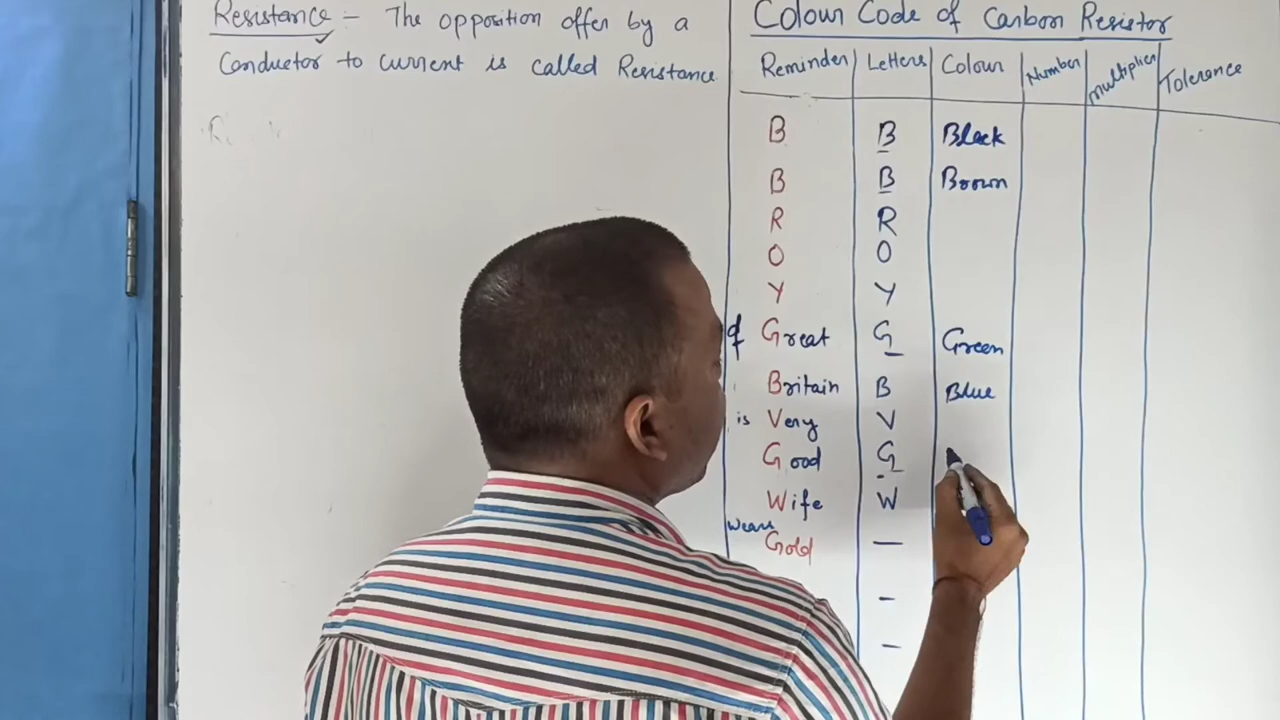 Resistance :- The opposition offer by a
Conductor to current is called Resistance
R
Colour Code of Carbon Resistor
Reminder Letters Colour Number Multiplier Tolerance
B B Black
B B Brown
R R
O O
Y Y
of Great G Green
Britain B Blue
is Very V
Good G
Wife W
wears Gold —
-
-